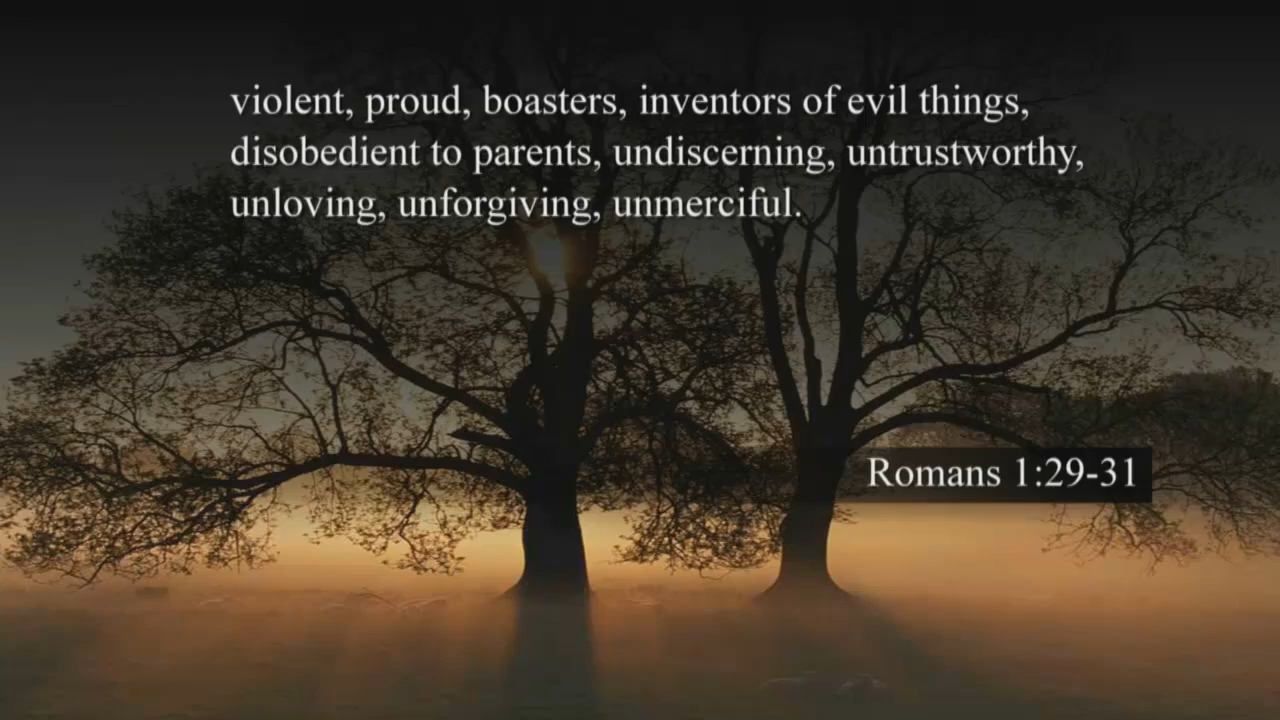 violent, proud, boasters, inventors of evil things,
disobedient to parents, undiscerning, untrustworthy,
unloving, unforgiving, unmerciful.
Romans 1:29-31